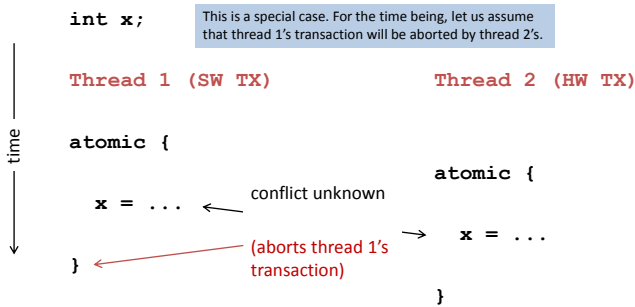 int x;
This is a special case. For the time being, let us assume
that thread 1's transaction will be aborted by thread 2's.
Thread 1 (SW TX)
Thread 2 (HW TX)
time
atomic {
atomic {
conflict unknown
x = ...
x = ...
(aborts thread 1's
transaction)
}
}